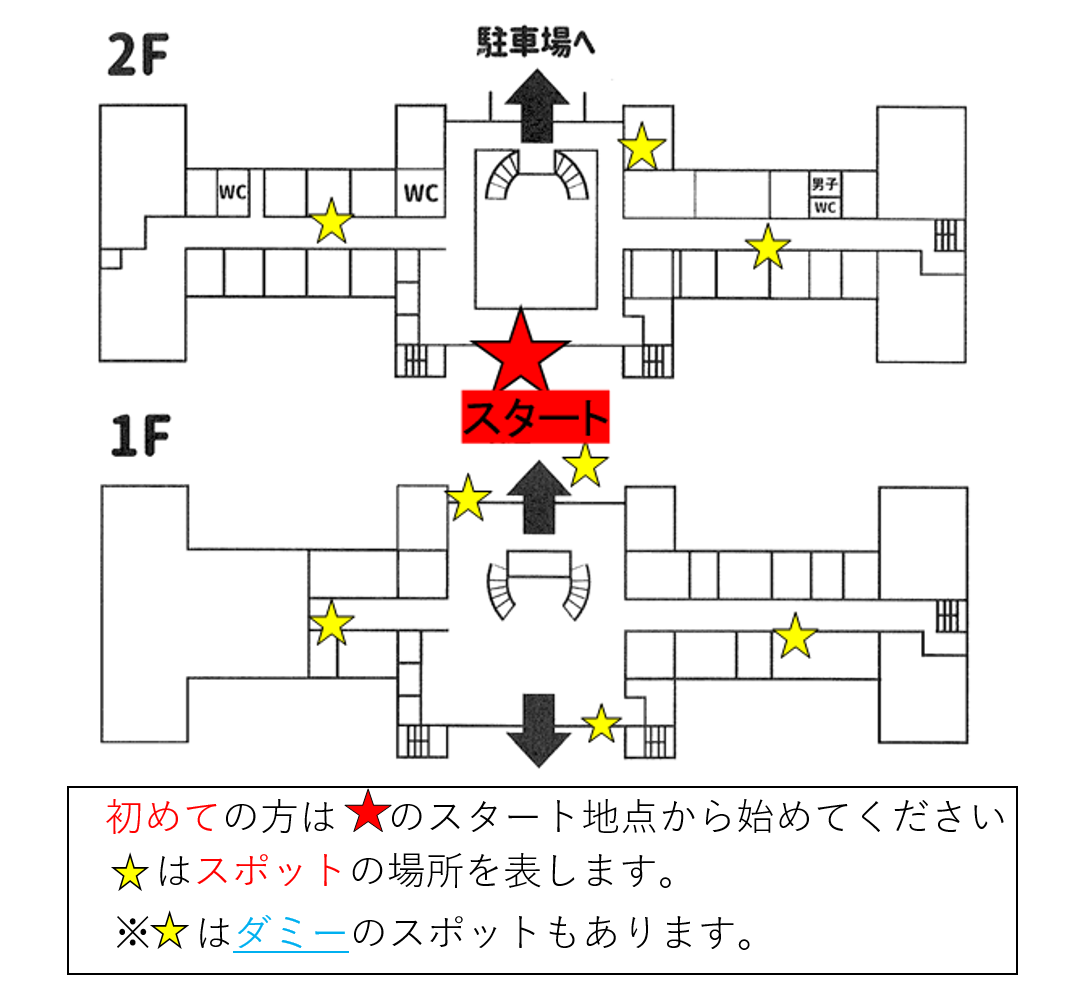 2F
駐車場へ
WC
WC
男子
WC
スタート
1F
初めての方は★のスタート地点から始めてください
★はスポットの場所を表します。
※★はダミーのスポットもあります。